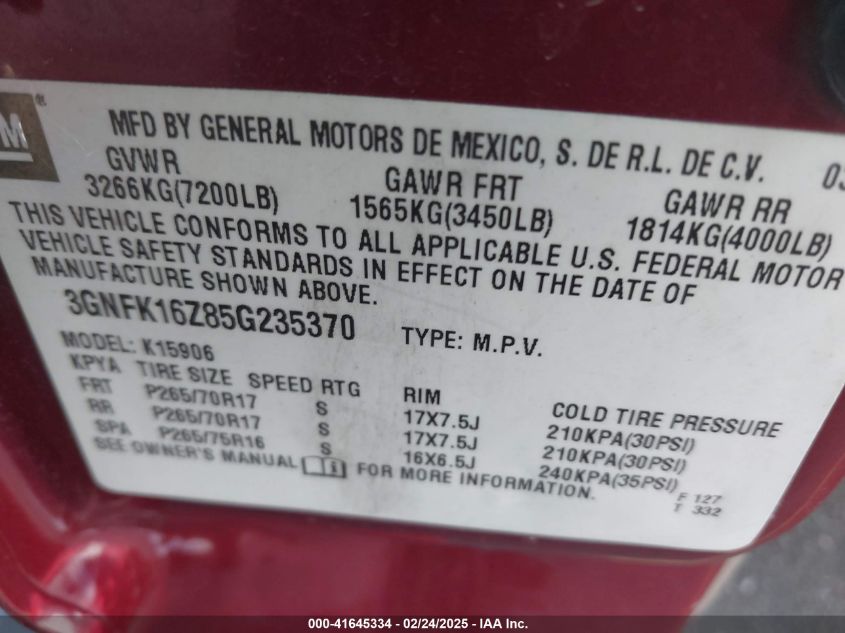 M®
MFD BY GENERAL MOTORS DE MEXICO, S. DE R.L. DE C.V. 03
GVWR GAWR FRT GAWR RR
3266KG(7200LB) 1565KG(3450LB) 1814KG(4000LB)
THIS VEHICLE CONFORMS TO ALL APPLICABLE U.S. FEDERAL MOTOR
VEHICLE SAFETY STANDARDS IN EFFECT ON THE DATE OF
MANUFACTURE SHOWN ABOVE.
3GNFK16Z85G235370 TYPE: M.P.V.
MODEL: K15906
KPYA TIRE SIZE SPEED RTG RIM COLD TIRE PRESSURE
FRT P265/70R17 S 17X7.5J 210KPA(30PSI)
RR P265/70R17 S 17X7.5J 210KPA(30PSI)
SPA P265/75R16 S 16X6.5J 240KPA(35PSI)
SEE OWNER'S MANUAL FOR MORE INFORMATION.
F 127
T 332
000-41645334 - 02/24/2025 - IAA Inc.